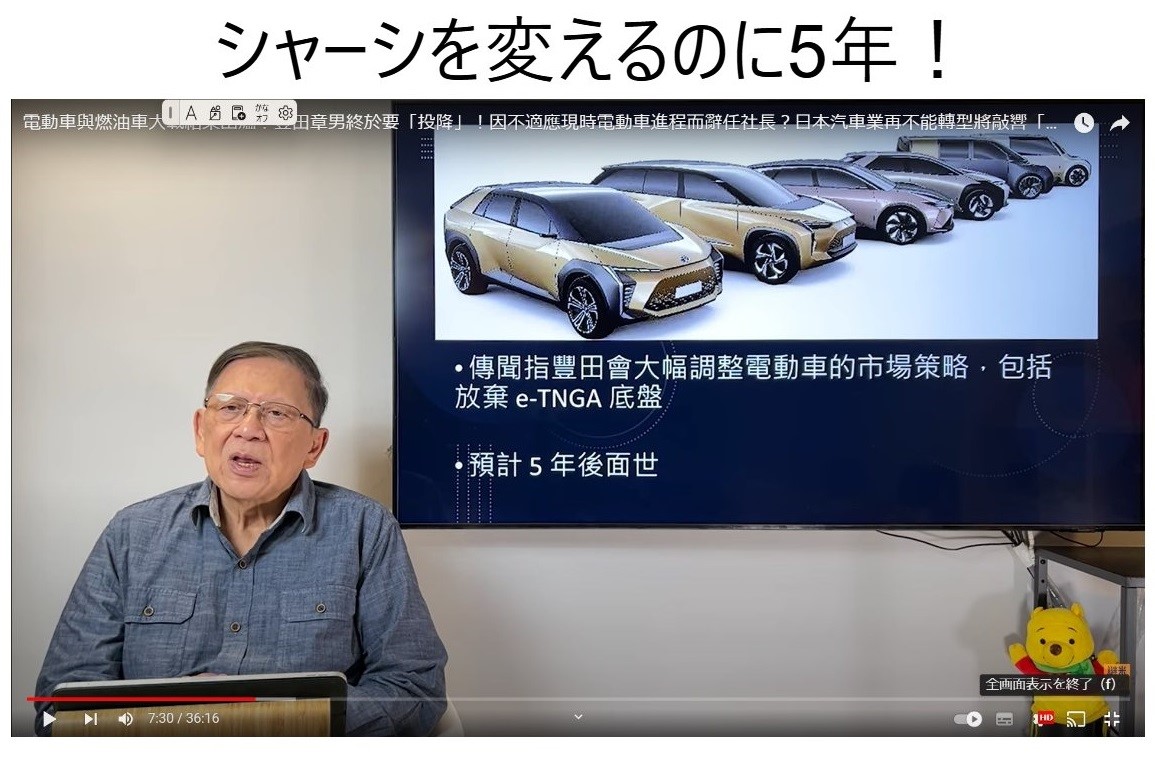 シャーシを変えるのに5年！
A
かな
オフ
電動車與燃油車大
田章男終於要「投降」！因不適應現時電動車進程而辭任社長？日本汽車業再不能轉型將敲響「...
• 傳聞指豐田會大幅調整電動車的市場策略，包括
放棄 e-TNGA 底盤
• 預計 5 年後面世
全画面表示を終了（f）
7:30 / 36:16
HD